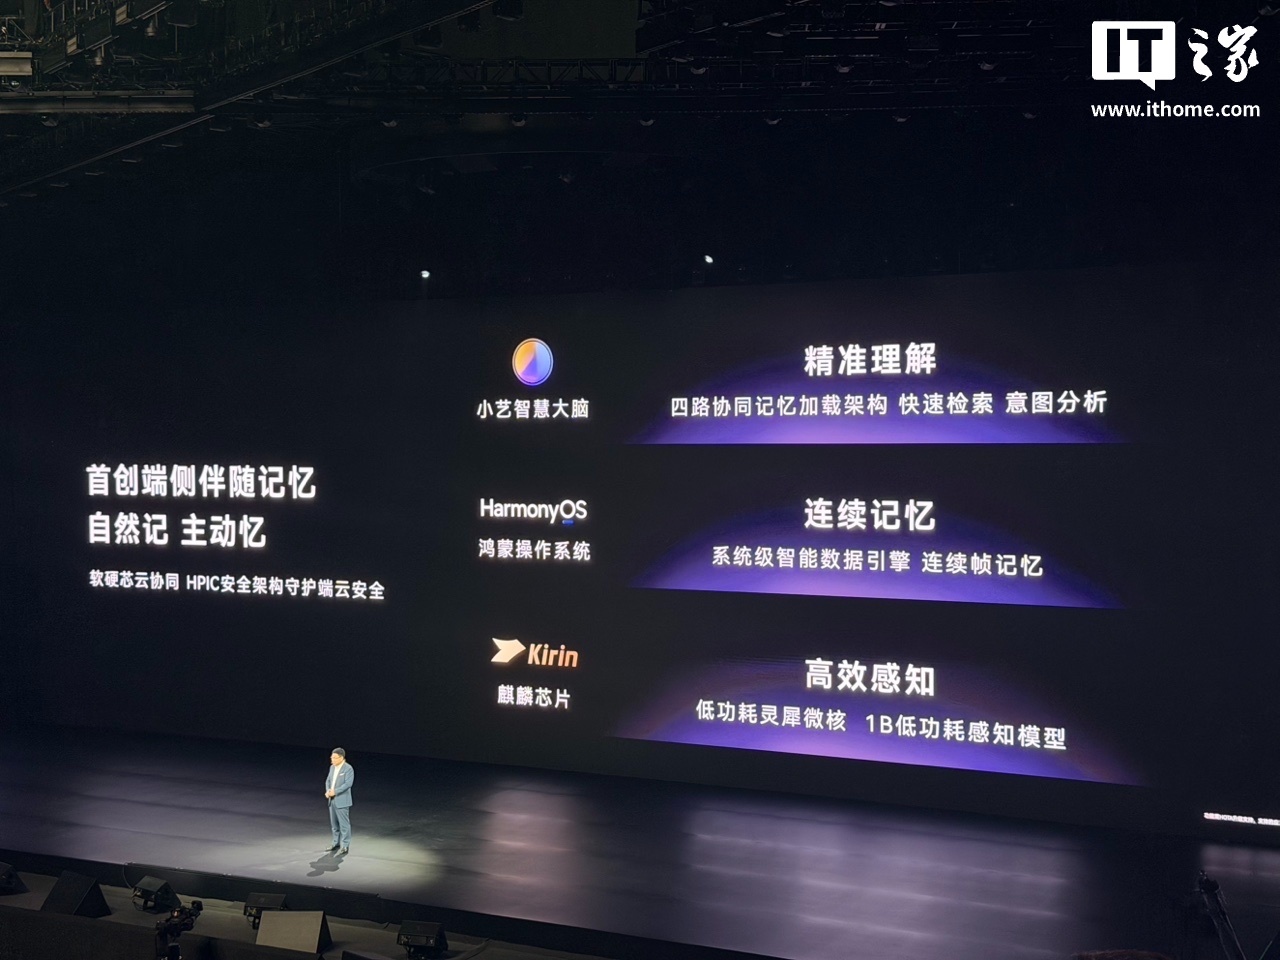 IT之家
www.ithome.com
首创端侧伴随记忆
自然记 主动忆
软硬芯云协同 HPIC安全架构守护端云安全
小艺智慧大脑
精准理解
四路协同记忆加载架构 快速检索 意图分析
HarmonyOS
鸿蒙操作系统
连续记忆
系统级智能数据引擎 连续帧记忆
Kirin
麒麟芯片
高效感知
低功耗灵犀微核 1B低功耗感知模型